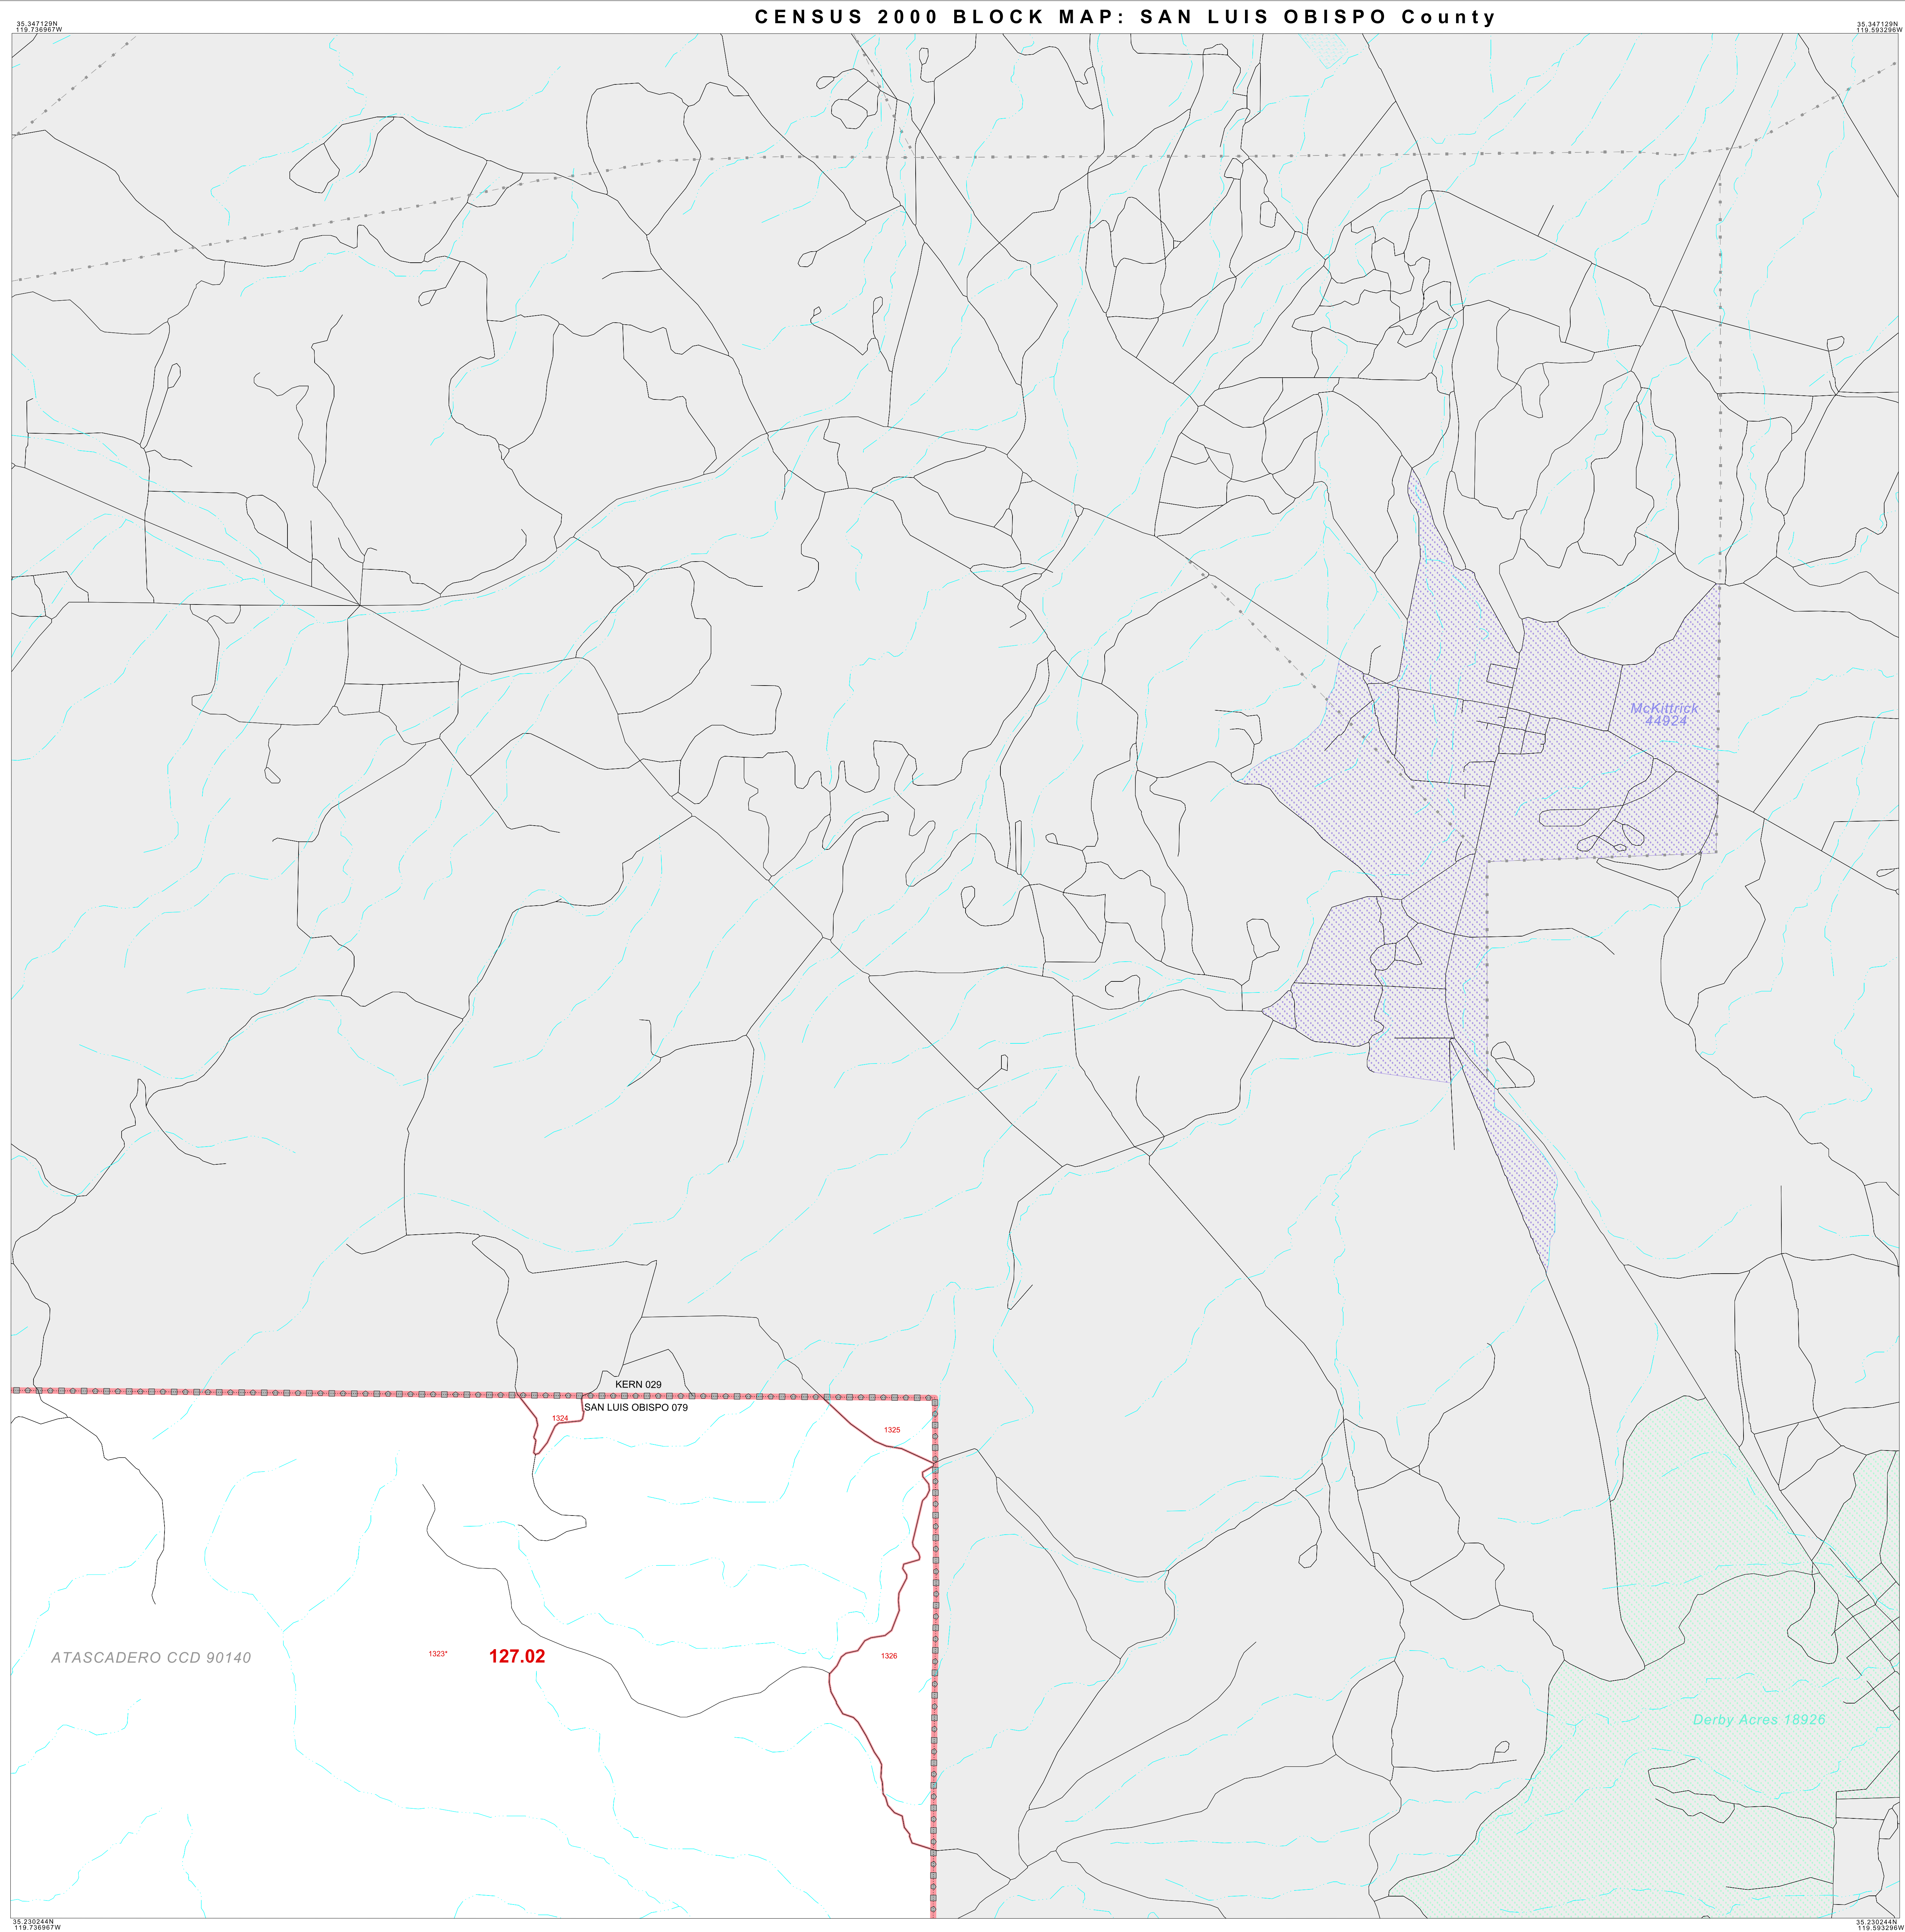 CENSUS 2000 BLOCK MAP: SAN LUIS OBISPO County
35.347129N
119.736967W
35.347129N
119.593296W
McKittrick
44924
KERN 029
SAN LUIS OBISPO 079
1324
1325
1323*
127.02
1326
ATASCADERO CCD 90140
Derby Acres 18926
35.230244N
119.736967W
35.230244N
119.593296W